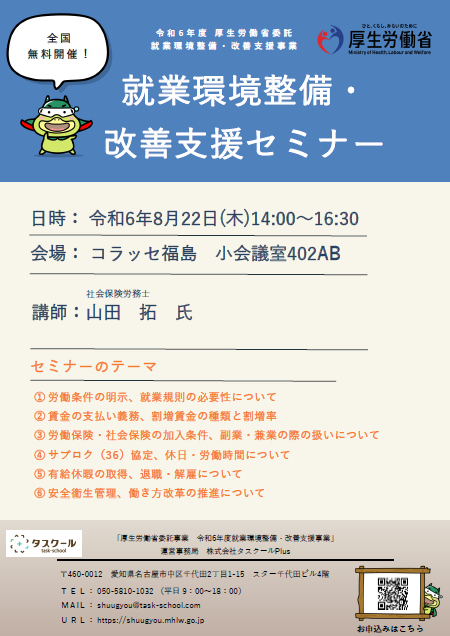 全国
無料開催！
令和6年度 厚生労働省委託
就業環境整備・改善支援事業
ひと、くらし、みらいのために
厚生労働省
Ministry of Health, Labour and Welfare
就業環境整備・
改善支援セミナー
日時： 令和6年8月22日(木)14:00～16:30
会場： コラッセ福島　小会議室402AB
社会保険労務士
講師：山田　拓　氏
セミナーのテーマ
①労働条件の明示、就業規則の必要性について
②賃金の支払い義務、割増賃金の種類と割増率
③労働保険・社会保険の加入条件、副業・兼業の際の扱いについて
④サブロク（36）協定、休日・労働時間について
⑤有給休暇の取得、退職・解雇について
⑥安全衛生管理、働き方改革の推進について
タスクール
task-school
「厚生労働省委託事業　令和6年度就業環境整備・改善支援事業」
運営事務局　株式会社タスクールPlus
〒460-0012　愛知県名古屋市中区千代田2丁目1-15　スターチ代田ビル4階
ＴＥＬ：050-5810-1032（平日9：00～18：00）
MAIL：shuugyou@task-school.com
ＵＲＬ：https://shuugyou.mhlw.go.jp
お申込みはこちら